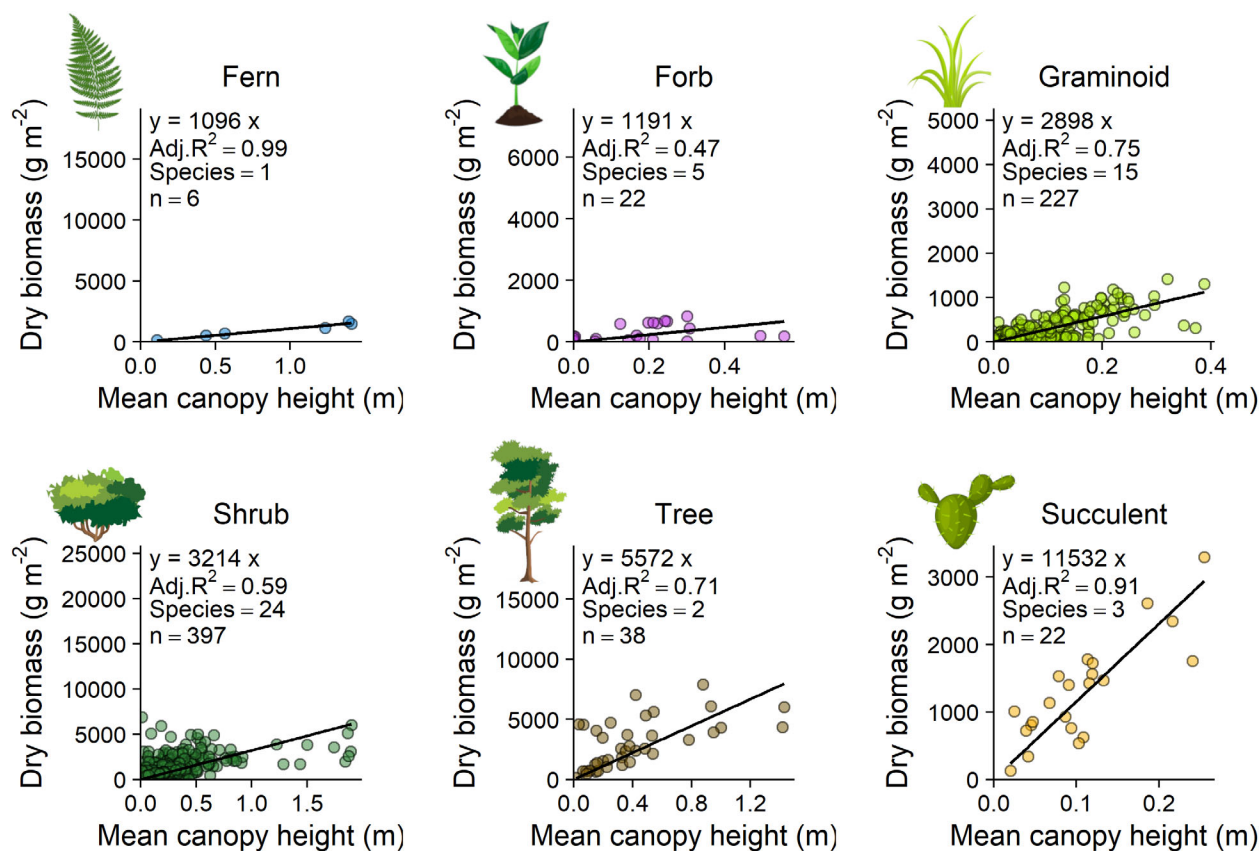 Fern
y = 1096 x
Adj.R² = 0.99
Species = 1
n = 6
Dry biomass (g m⁻²)
15000
10000
5000
0
0.0
1.0
Mean canopy height (m)
Forb
y = 1191 x
Adj.R² = 0.47
Species = 5
n = 22
Dry biomass (g m⁻²)
6000
4000
2000
0
0.0
0.2
0.4
Mean canopy height (m)
Graminoid
y = 2898 x
Adj.R² = 0.75
Species = 15
n = 227
Dry biomass (g m⁻²)
5000
4000
3000
2000
1000
0
0.0
0.2
0.4
Mean canopy height (m)
Shrub
y = 3214 x
Adj.R² = 0.59
Species = 24
n = 397
Dry biomass (g m⁻²)
25000
20000
15000
10000
5000
0
0.0
0.5
1.5
Mean canopy height (m)
Tree
y = 5572 x
Adj.R² = 0.71
Species = 2
n = 38
Dry biomass (g m⁻²)
15000
10000
5000
0
0.0
0.4
0.8
1.2
Mean canopy height (m)
Succulent
y = 11532 x
Adj.R² = 0.91
Species = 3
n = 22
Dry biomass (g m⁻²)
3000
2000
1000
0
0.0
0.1
0.2
Mean canopy height (m)